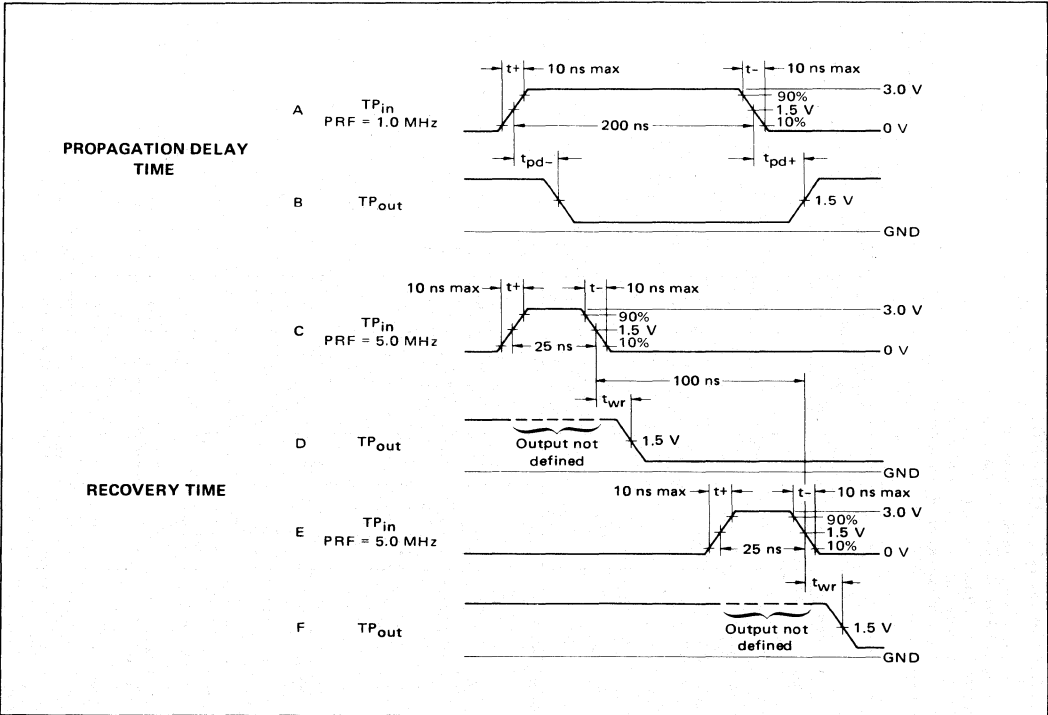 t+ 10 ns max t- 10 ns max
3.0 V
90%
A TPin
PRF = 1.0 MHz
1.5 V
10%
200 ns
0 V
PROPAGATION DELAY
TIME
tpd- tpd+
B TPout 1.5 V
GND
10 ns max t+ t- 10 ns max
3.0 V
90%
C TPin
PRF = 5.0 MHz
1.5 V
10%
25 ns
0 V
100 ns
twr
D TPout 1.5 V
Output not
defined
GND
RECOVERY TIME
10 ns max t+ t- 10 ns max
3.0 V
90%
E TPin
PRF = 5.0 MHz
1.5 V
10%
25 ns
0 V
twr
F TPout 1.5 V
Output not
defined
GND